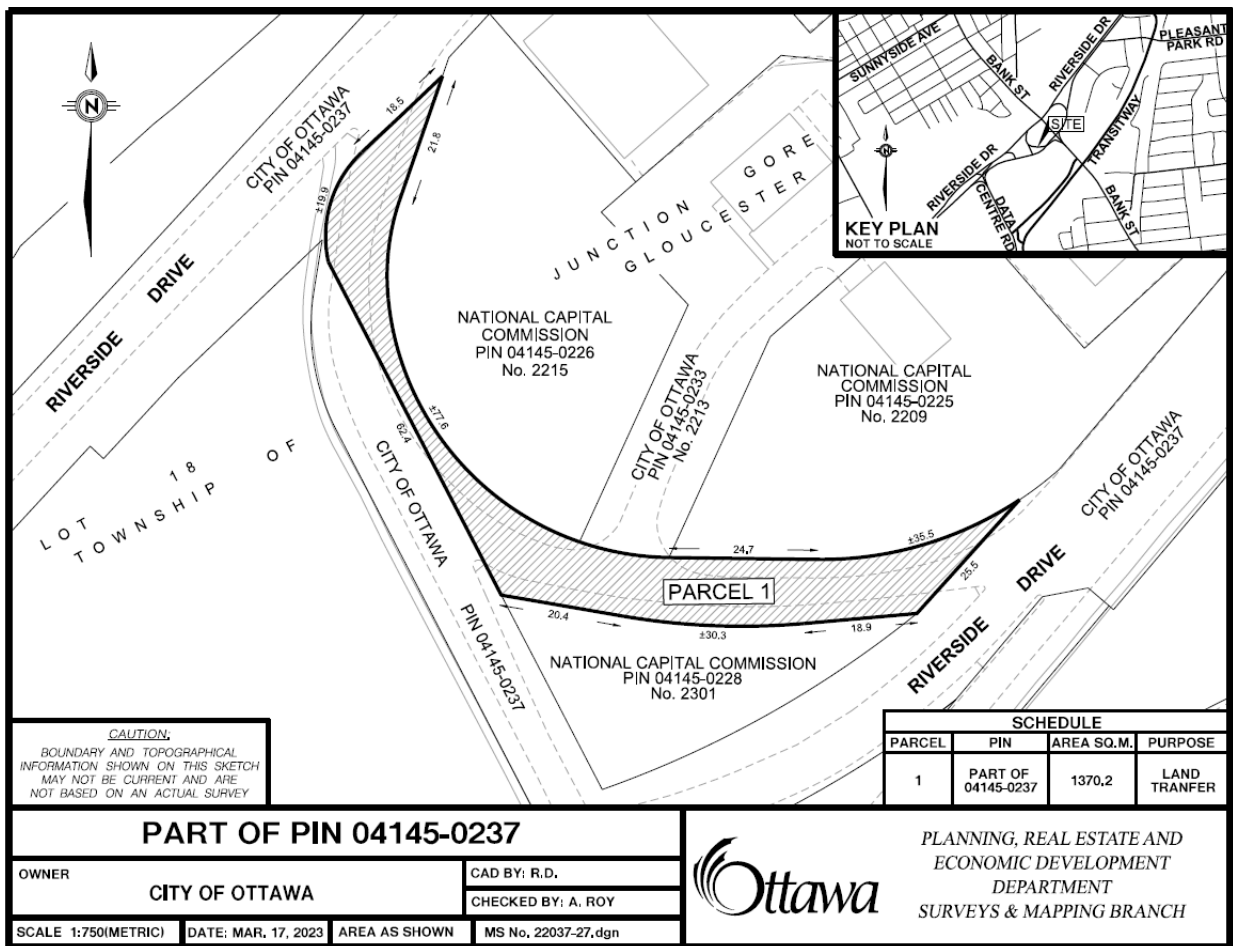 N
CITY OF OTTAWA
PIN 04145-0237
18.5
21.8
±19.9
RIVERSIDE DRIVE
JUNCTION GORE
GLOUCESTER
SUNNYSIDE AVE
BANK ST
RIVERSIDE DR
PLEASANT
PARK RD
SITE
TRANSITWAY
RIVERSIDE DR
DATA
CENTRE RD
BANK ST
N
KEY PLAN
NOT TO SCALE
NATIONAL CAPITAL
COMMISSION
PIN 04145-0226
No. 2215
NATIONAL CAPITAL
COMMISSION
PIN 04145-0225
No. 2209
CITY OF OTTAWA
PIN 04145-0233
No. 2213
±77.6
62.4
CITY OF OTTAWA
PIN 04145-0237
LOT 18
TOWNSHIP OF
CITY OF OTTAWA
PIN 04145-0237
24.7
±35.5
25.5
PARCEL 1
20.4
±30.3
18.9
RIVERSIDE DRIVE
NATIONAL CAPITAL COMMISSION
PIN 04145-0228
No. 2301
CAUTION:
BOUNDARY AND TOPOGRAPHICAL
INFORMATION SHOWN ON THIS SKETCH
MAY NOT BE CURRENT AND ARE
NOT BASED ON AN ACTUAL SURVEY
SCHEDULE
PARCEL PIN AREA SQ.M. PURPOSE
1 PART OF 04145-0237 1370.2 LAND TRANFER
PART OF PIN 04145-0237
OWNER
CITY OF OTTAWA
CAD BY: R.D.
CHECKED BY: A. ROY
SCALE 1:750(METRIC) DATE: MAR. 17, 2023 AREA AS SHOWN MS No. 22037-27.dgn
Ottawa
PLANNING, REAL ESTATE AND
ECONOMIC DEVELOPMENT
DEPARTMENT
SURVEYS & MAPPING BRANCH